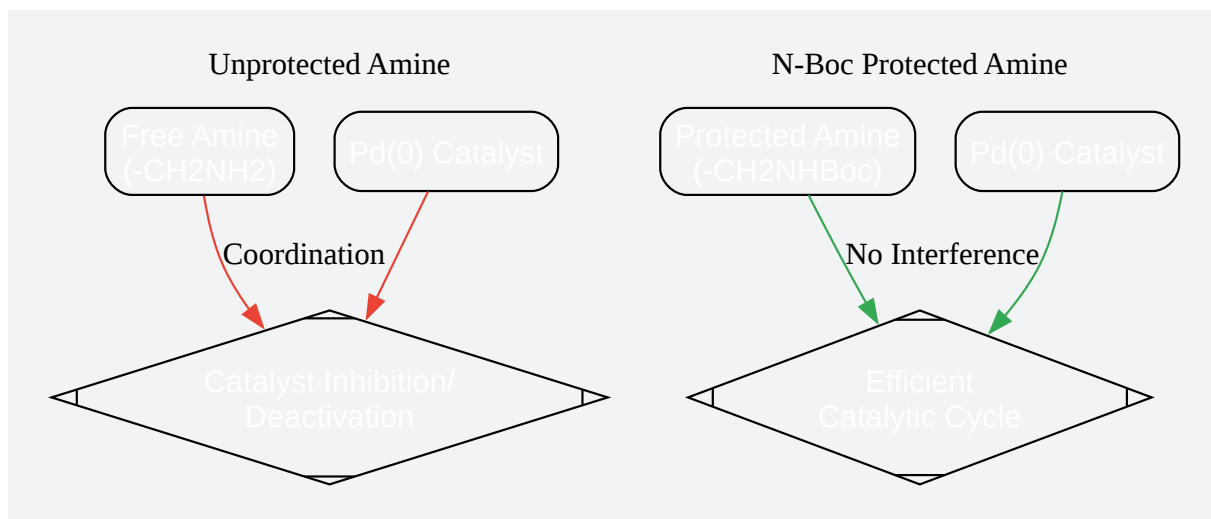 Unprotected Amine
Free Amine
(-CH2NH2)
Pd(0) Catalyst
Coordination
Catalyst Inhibition/
Deactivation
N-Boc Protected Amine
Protected Amine
(-CH2NHBoc)
Pd(0) Catalyst
No Interference
Efficient
Catalytic Cycle